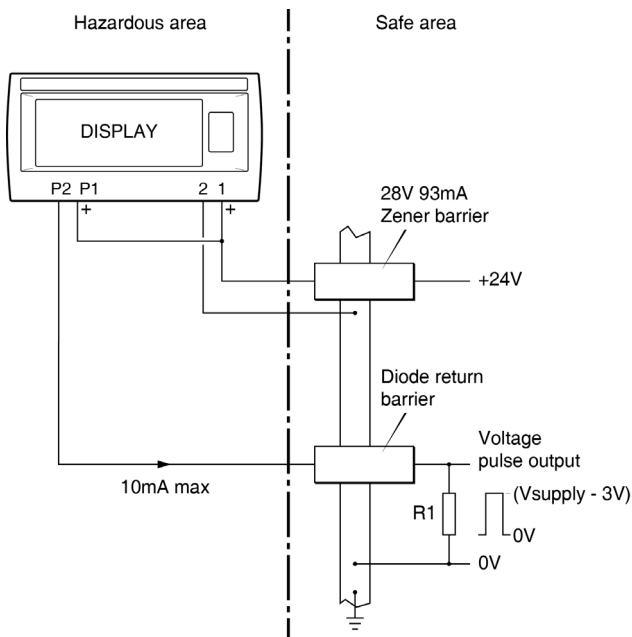 Hazardous area
Safe area
DISPLAY
P2 P1
2 1
+
+
28V 93mA
Zener barrier
+24V
Diode return
barrier
Voltage
pulse output
10mA max
R1
(Vsupply - 3V)
0V
0V